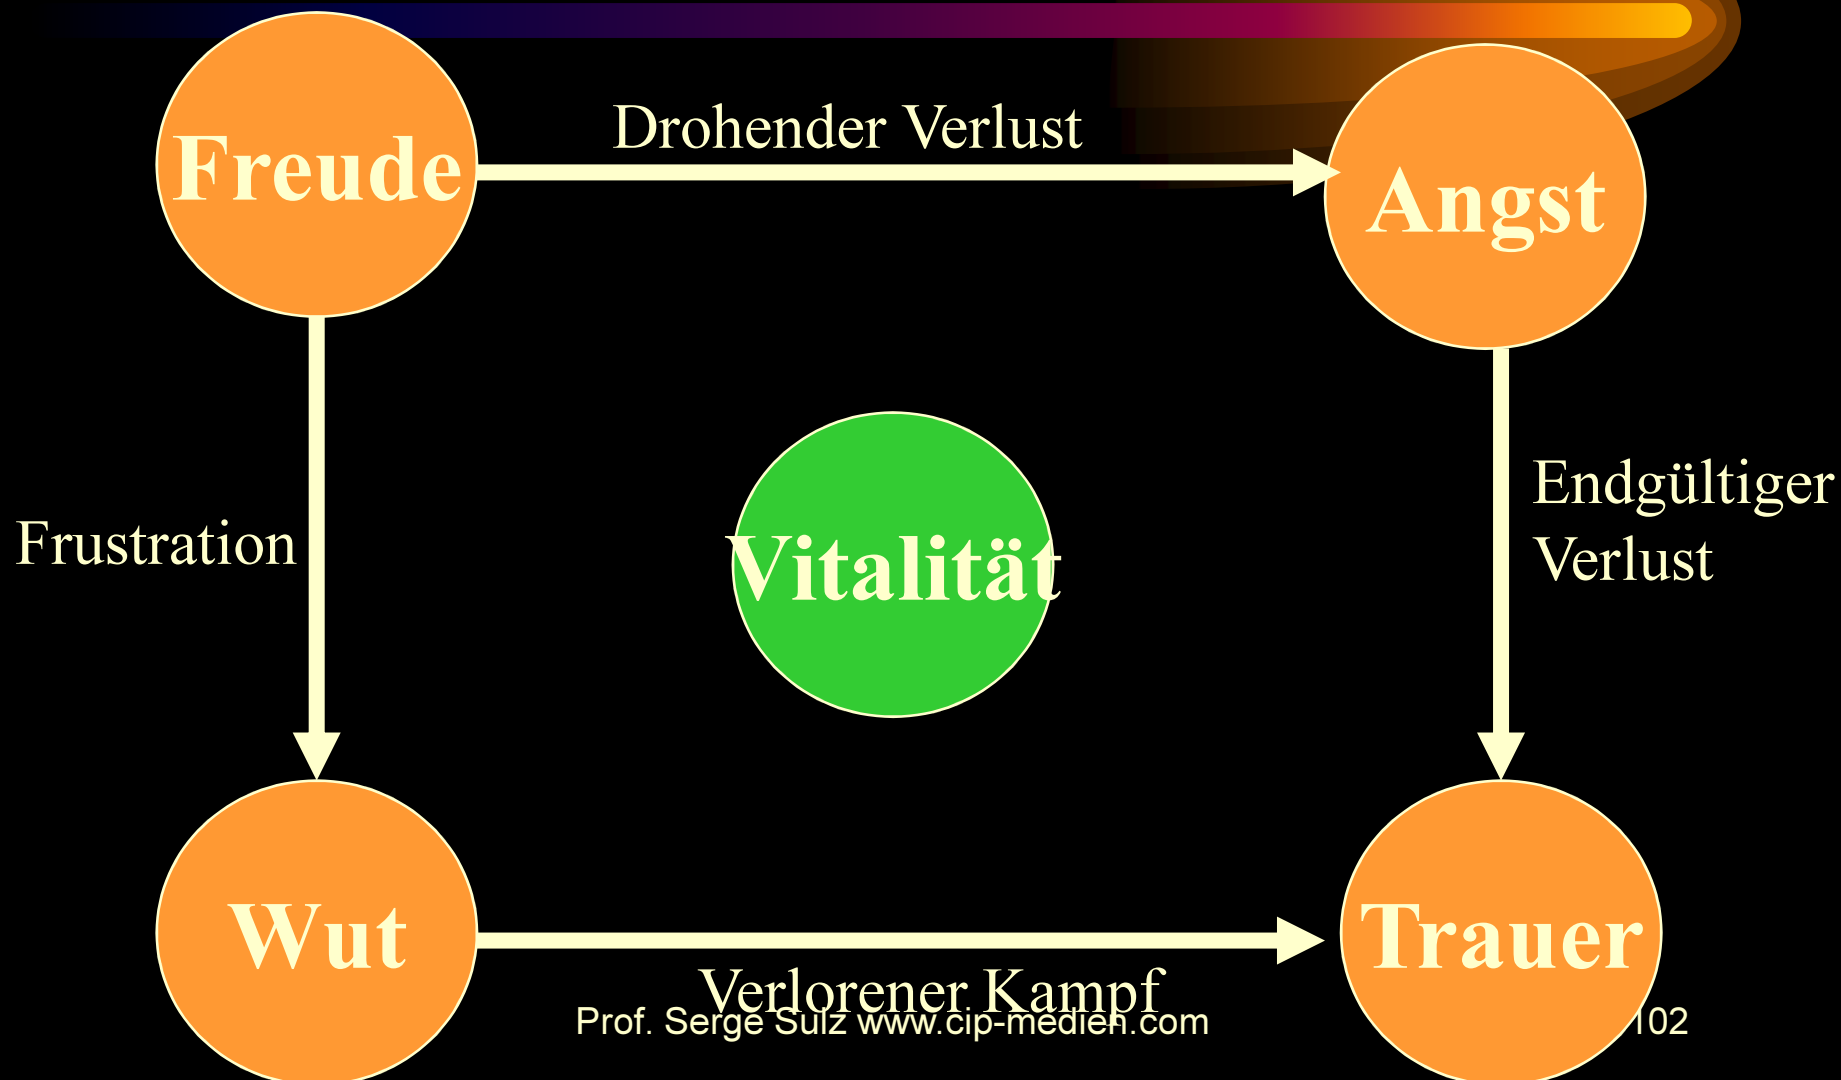 Drohender Verlust
Freude
Angst
Endgültiger
Verlust
Frustration
Vitalität
Wut
Trauer
Verlorener Kampf
Prof. Serge Sulz www.cip-medien.com
102